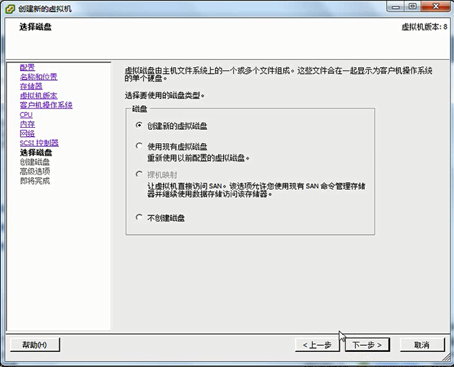 创建新的虚拟机
选择磁盘
虚拟机版本: 8
配置
名称和位置
存储器
虚拟机版本
客户机操作系统
CPU
内存
网络
SCSI 控制器
选择磁盘
创建磁盘
高级选项
即将完成
虚拟磁盘由主机文件系统上的一个或多个文件组成。这些文件合在一起显示为客户机操作系统
的单个硬盘。
选择要使用的磁盘类型。
磁盘
创建新的虚拟磁盘
使用现有虚拟磁盘
重新使用以前配置的虚拟磁盘。
裸机映射
让虚拟机直接访问 SAN。该选项允许您使用现有 SAN 命令管理存储
器并继续使用数据存储访问该存储器。
不创建磁盘
帮助(H)
< 上一步
下一步 >
取消